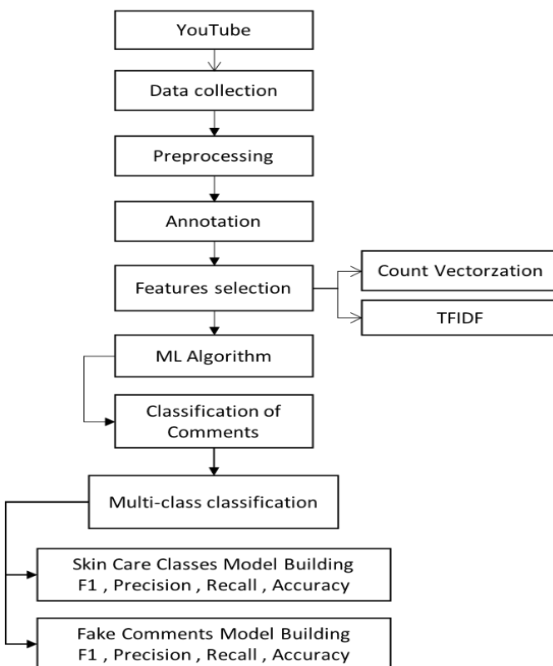 YouTube
Data collection
Preprocessing
Annotation
Features selection
Count Vectorzation
TFIDF
ML Algorithm
Classification of
Comments
Multi-class classification
Skin Care Classes Model Building
F1 , Precision , Recall , Accuracy
Fake Comments Model Building
F1 , Precision , Recall , Accuracy